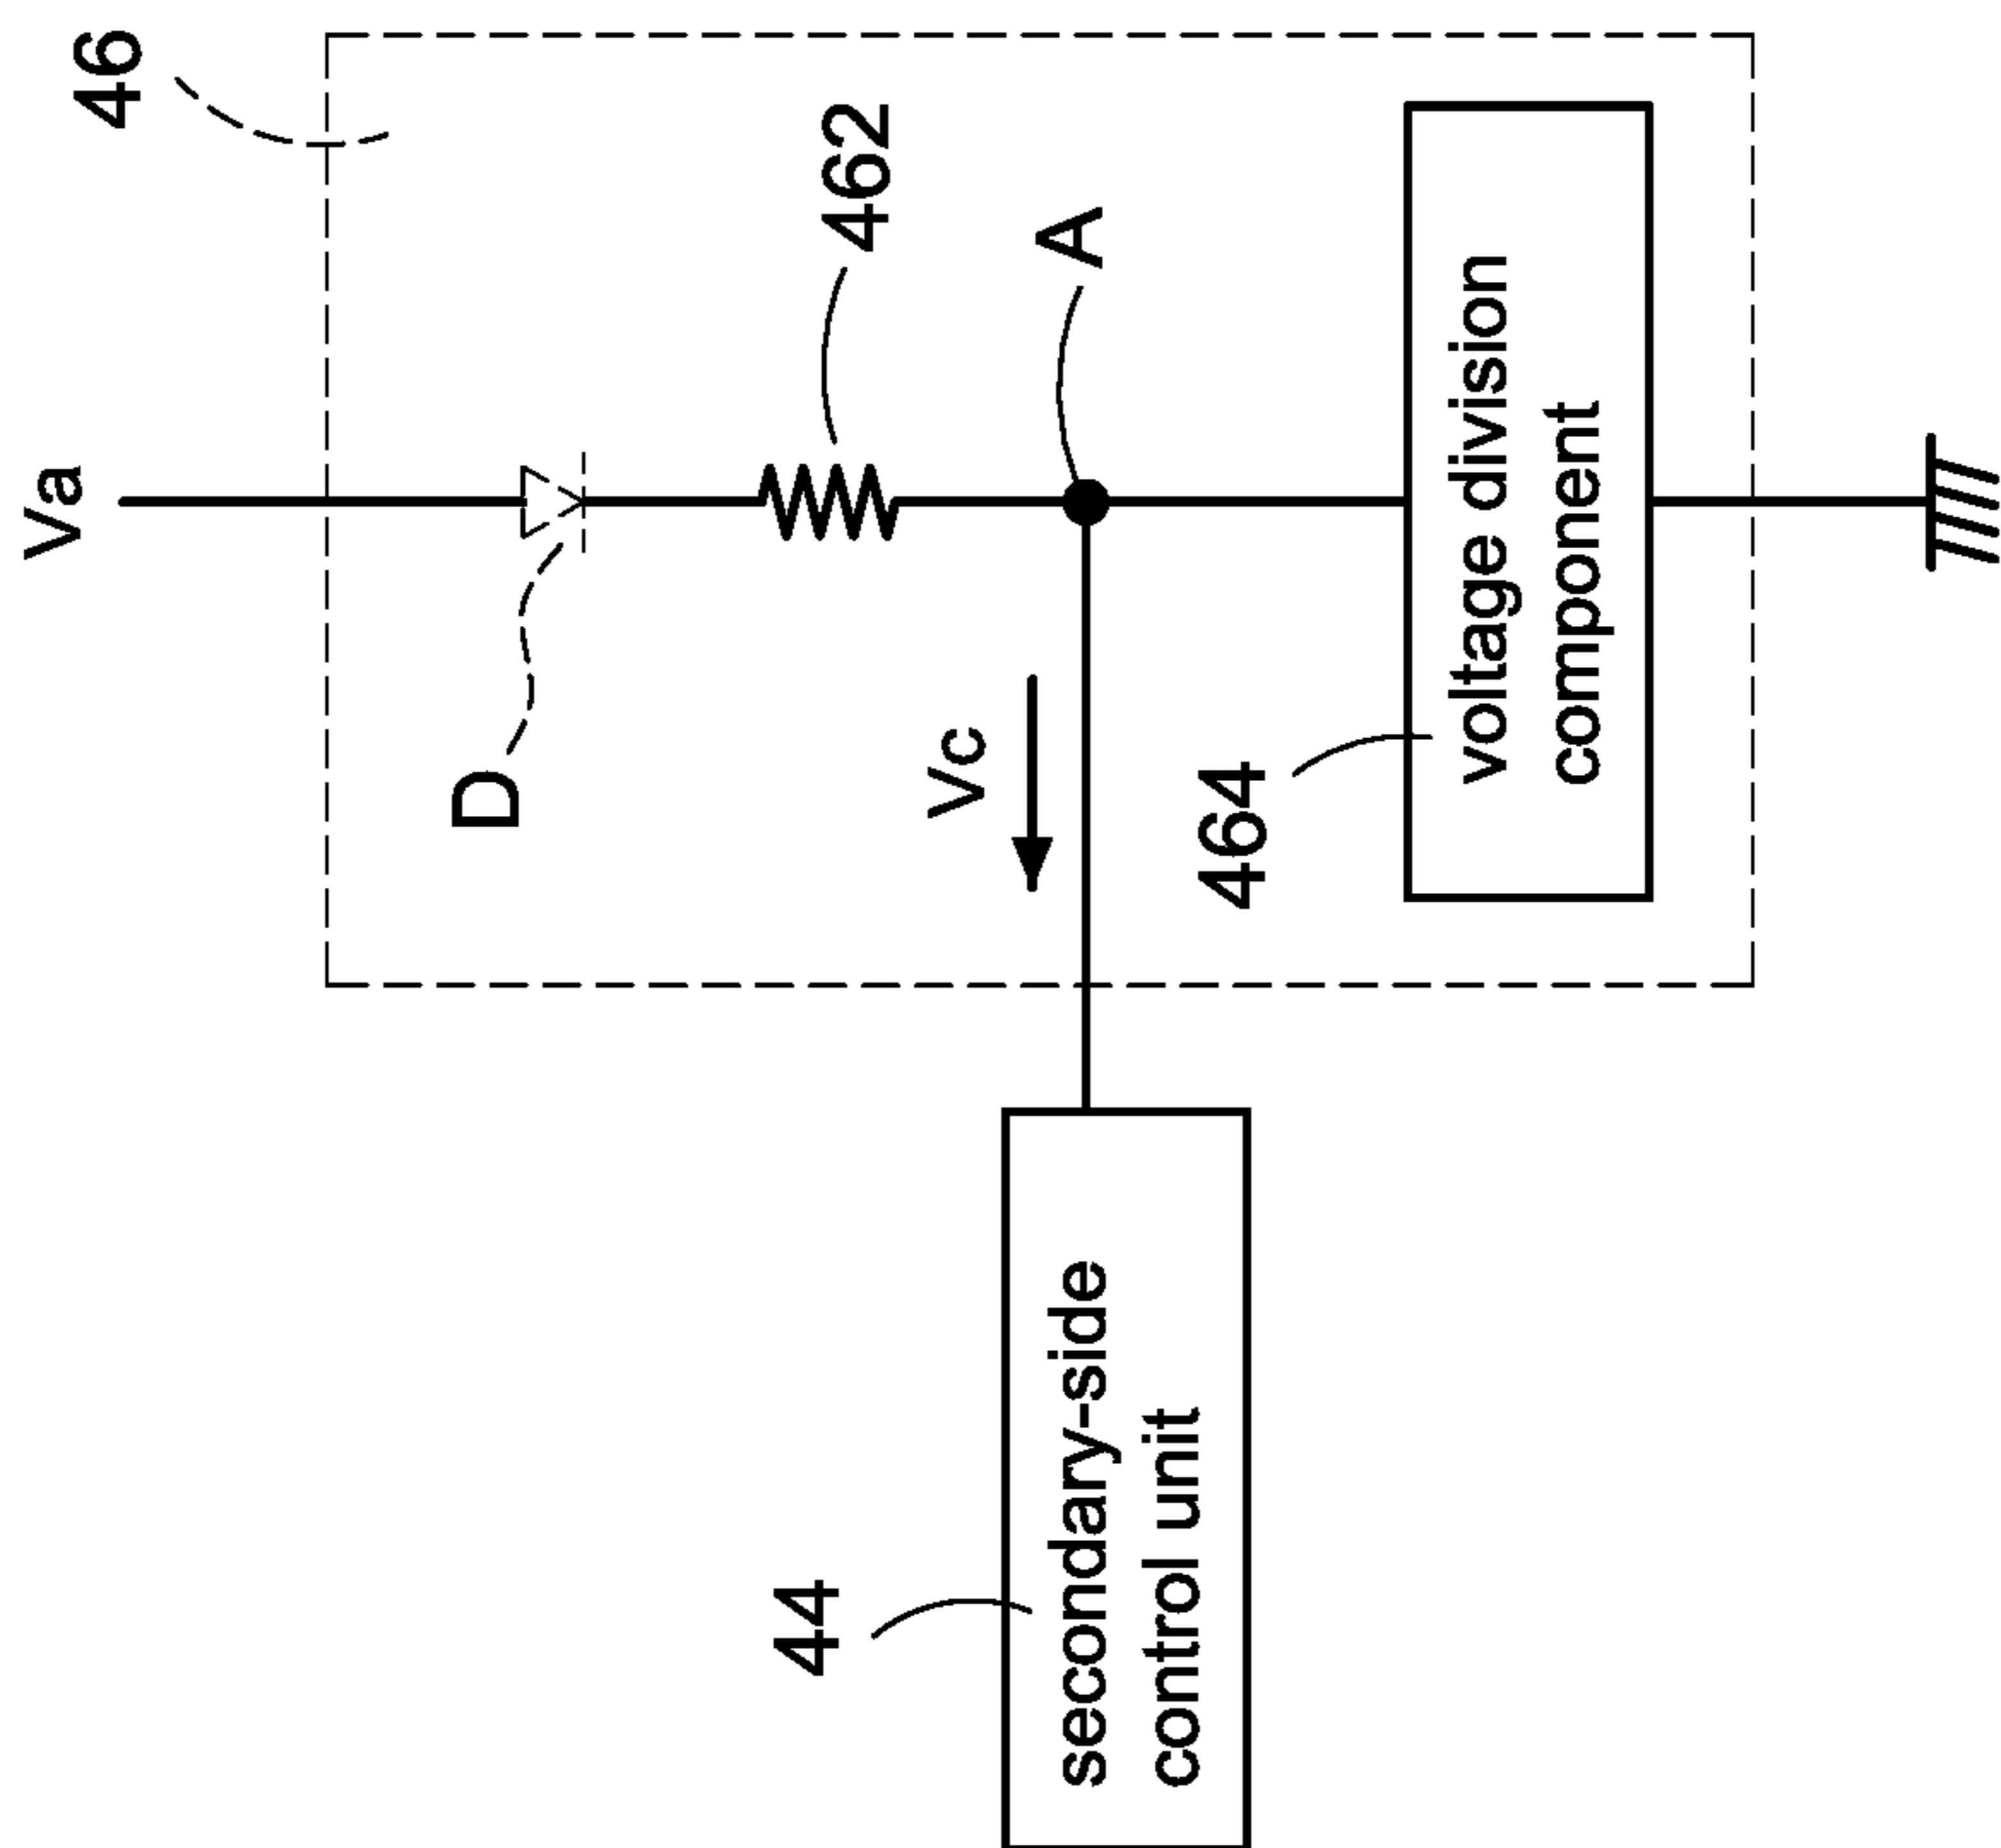 46
Va
D
462
A
Vc
464
voltage division
component
44
secondary-side
control unit